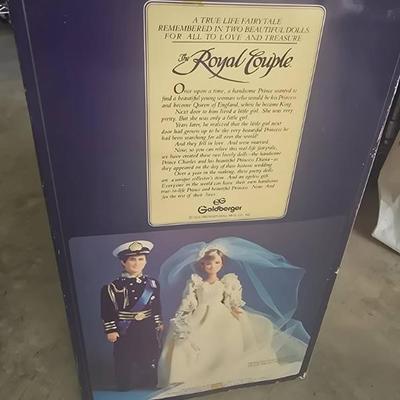 A TRUE LIFE FAIRYTALE
REMEMBERED IN TWO BEAUTIFUL DOLLS.
FOR ALL TO LOVE AND TREASURE
The Royal Couple
Once upon a time, a handsome Prince wanted to
find a beautiful young woman who would be his Princess
and become Queen of England, where he became King.
Next door to him lived a little girl. She was very
pretty. But she was only a little girl.
Years later, he realized that the little girl next
door had grown up to be the very beautiful Princess he
had been searching for all over the world!
And they fell in love. And were married.
Now, so you can relive this real-life fairytale,
we have created these two lovely dolls—the handsome
Prince Charles and his beautiful Princess Diana—as
they appeared on the day of their historic wedding.
Over a year in the making, these pretty dolls
are a unique collector's item. And an ageless gift.
Everyone in the world can have their own handsome
true-to-life Prince and beautiful Princess. Now. And
for the rest of their lives.
EG
Goldberger